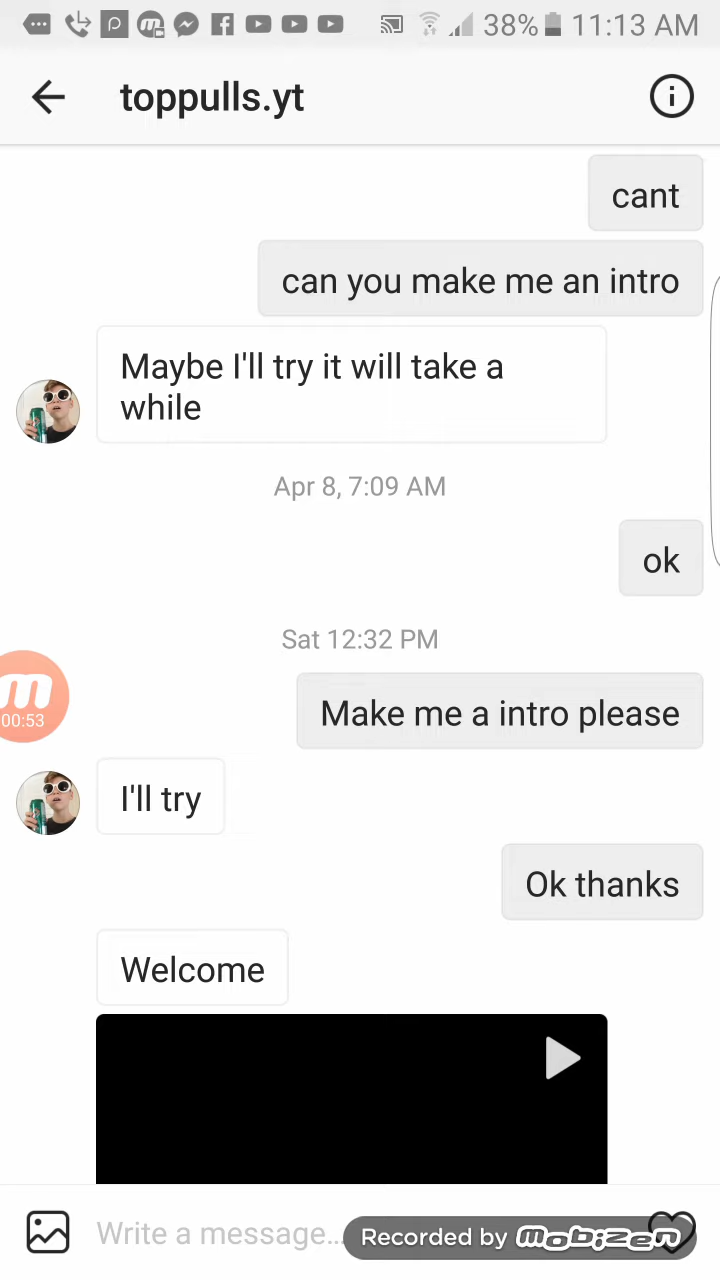 38% 11:13 AM
toppulls.yt
cant
can you make me an intro
Maybe I'll try it will take a
while
Apr 8, 7:09 AM
ok
Sat 12:32 PM
m
00:53
Make me a intro please
I'll try
Ok thanks
Welcome
Write a message...
Recorded by mobizen